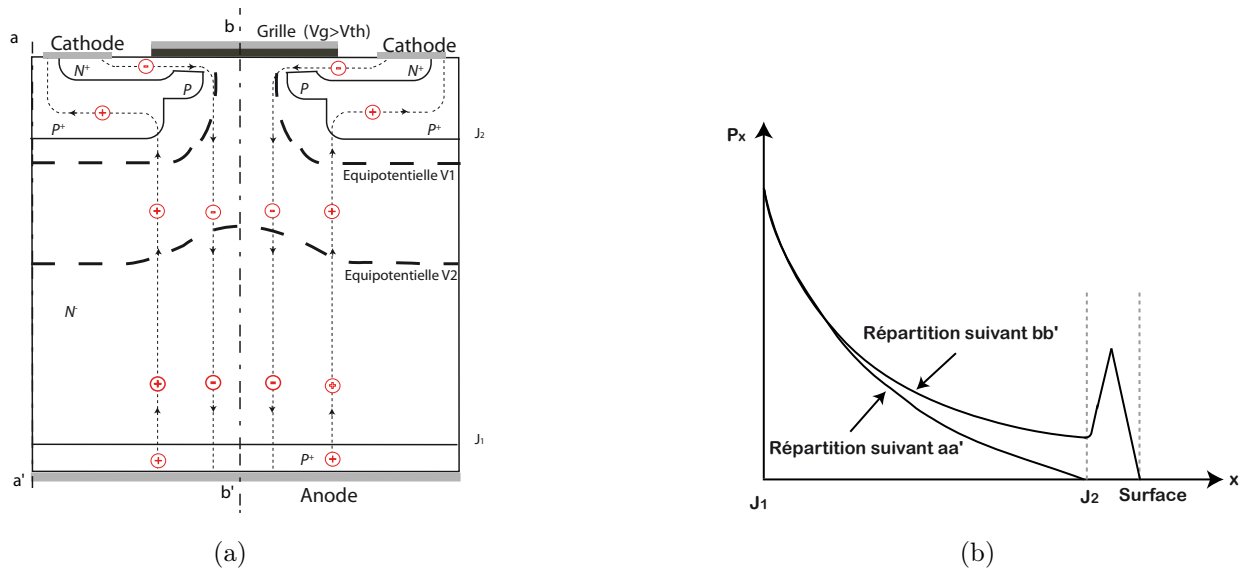 b
Grille (Vg>Vth)
a
Cathode
Cathode
N+
N+
P
P
P+
P+
J2
Equipotentielle V1
Equipotentielle V2
N-
J1
P+
a'
b'
Anode
(a)
Px
Répartition suivant bb'
Répartition suivant aa'
J1
J2
Surface
x
(b)